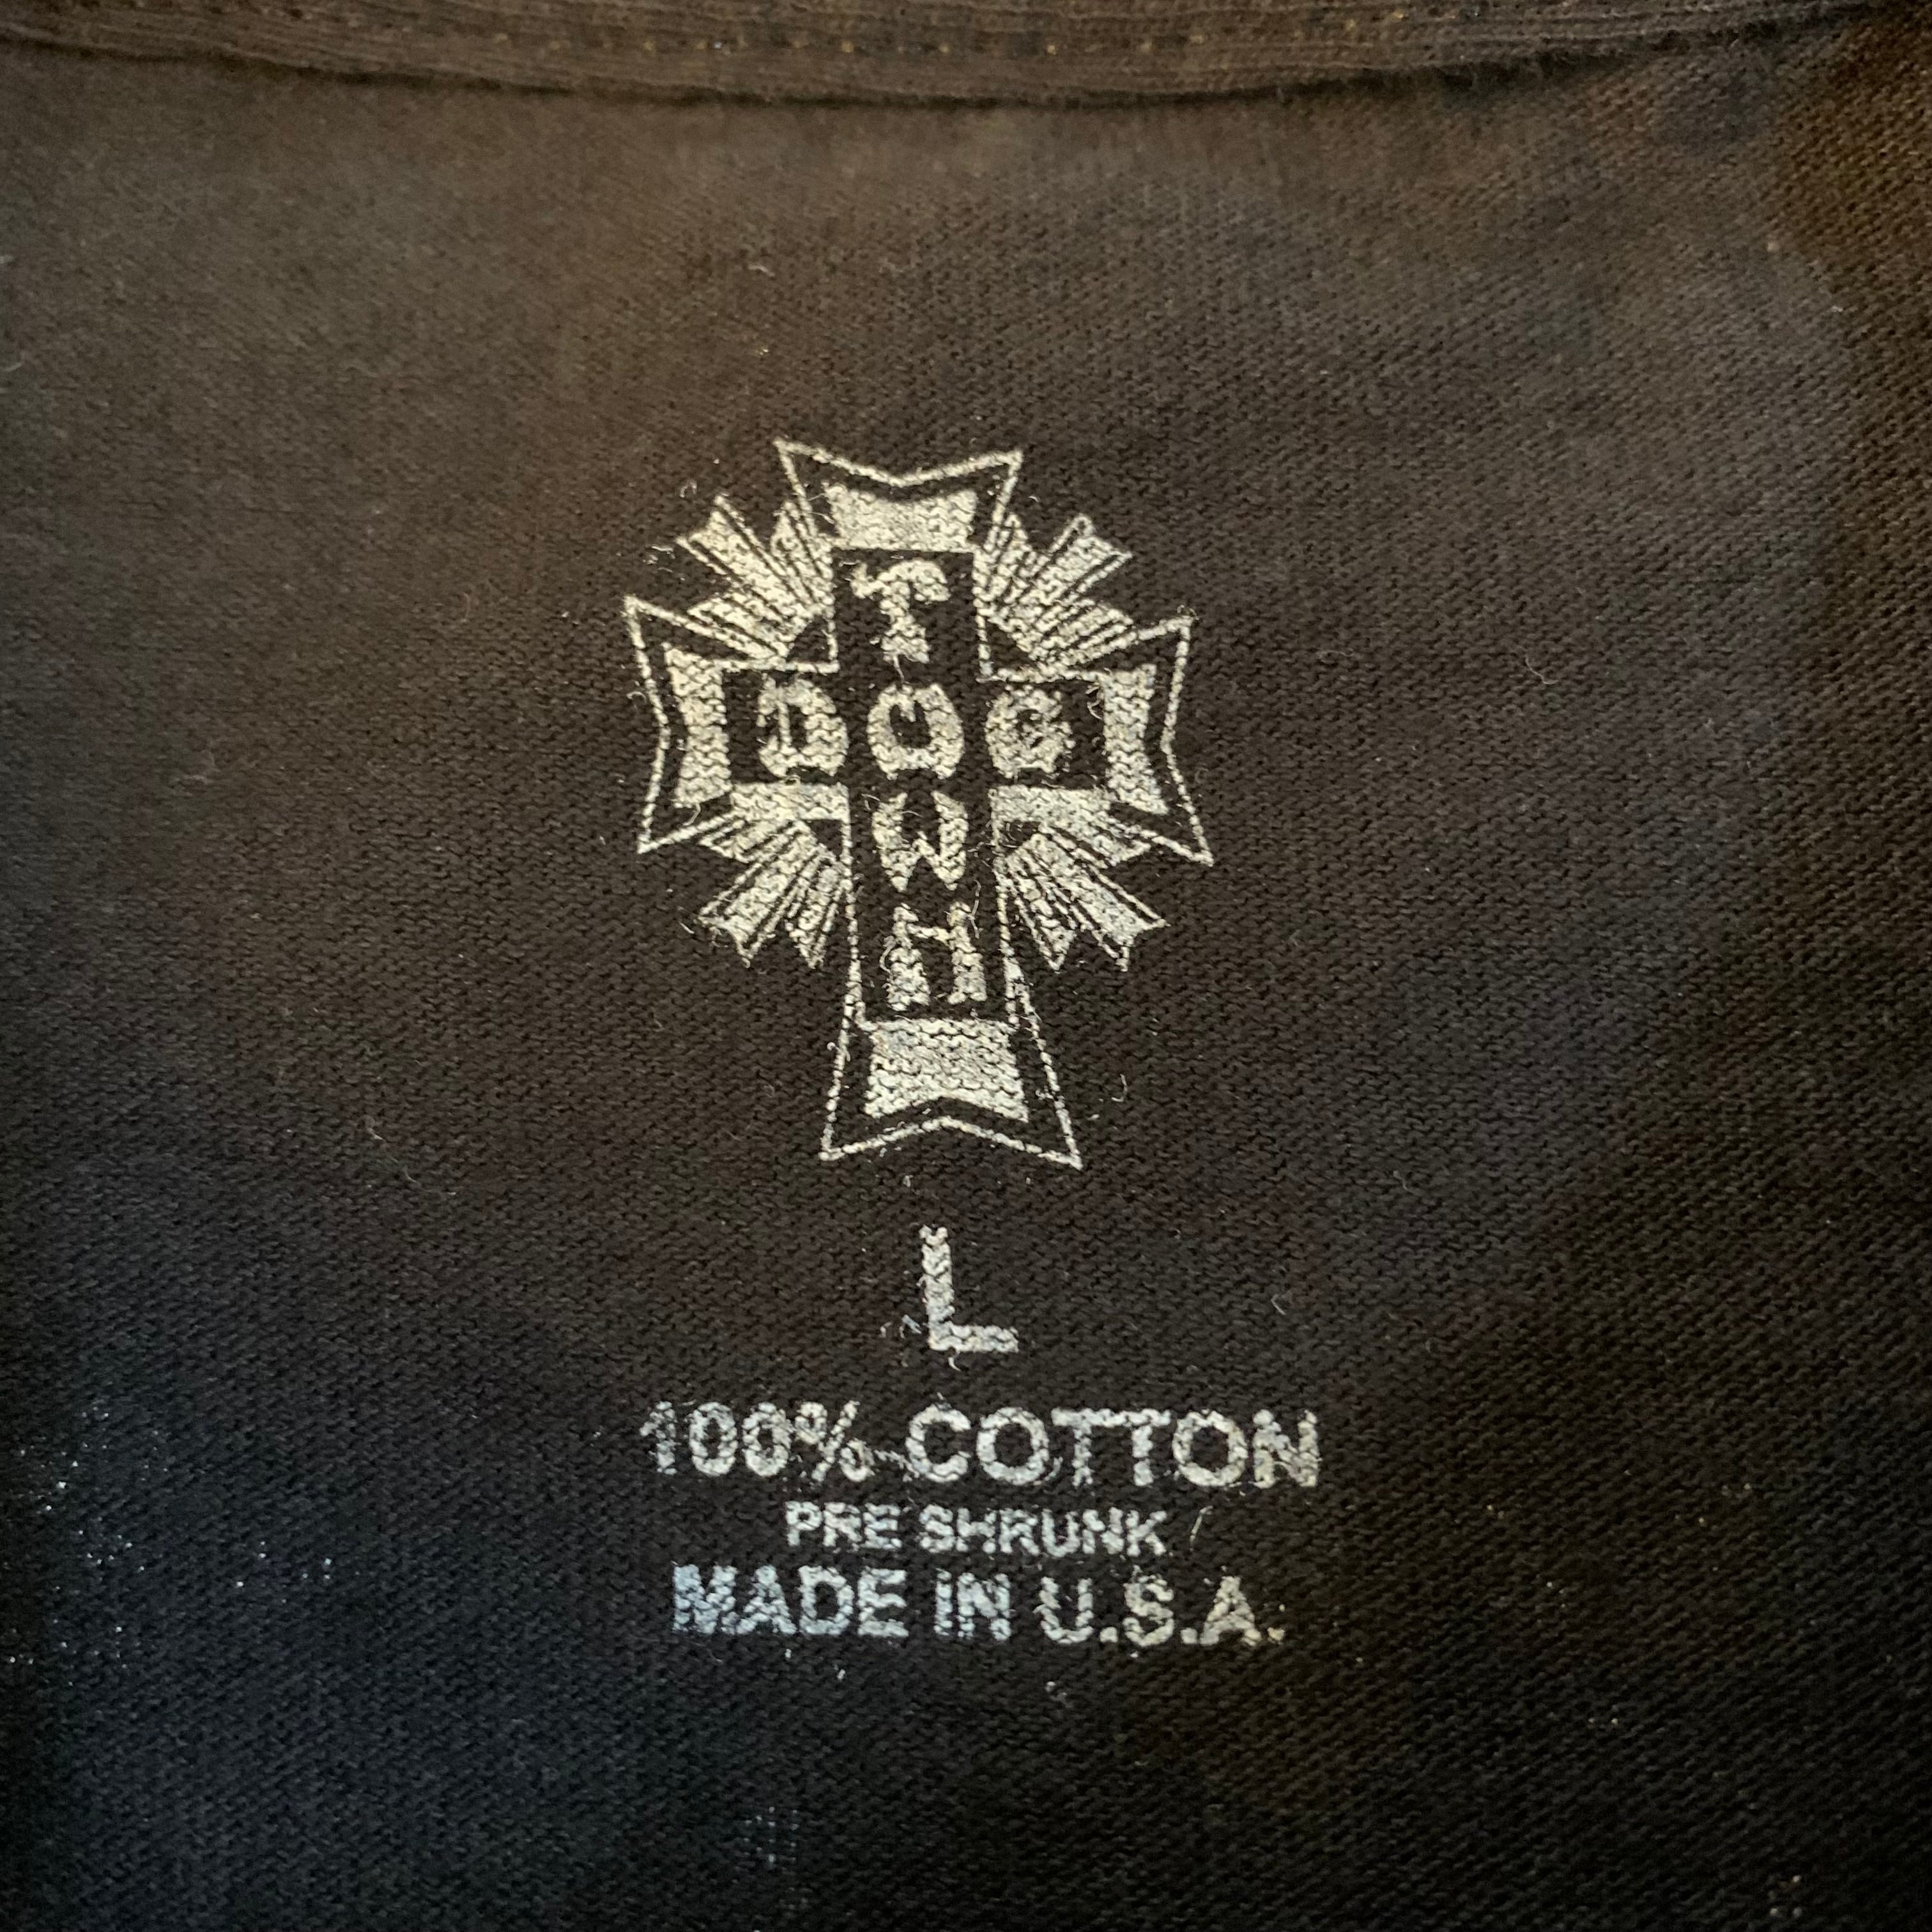 DOG
TOWN
L
100% COTTON
PRE SHRUNK
MADE IN U.S.A.